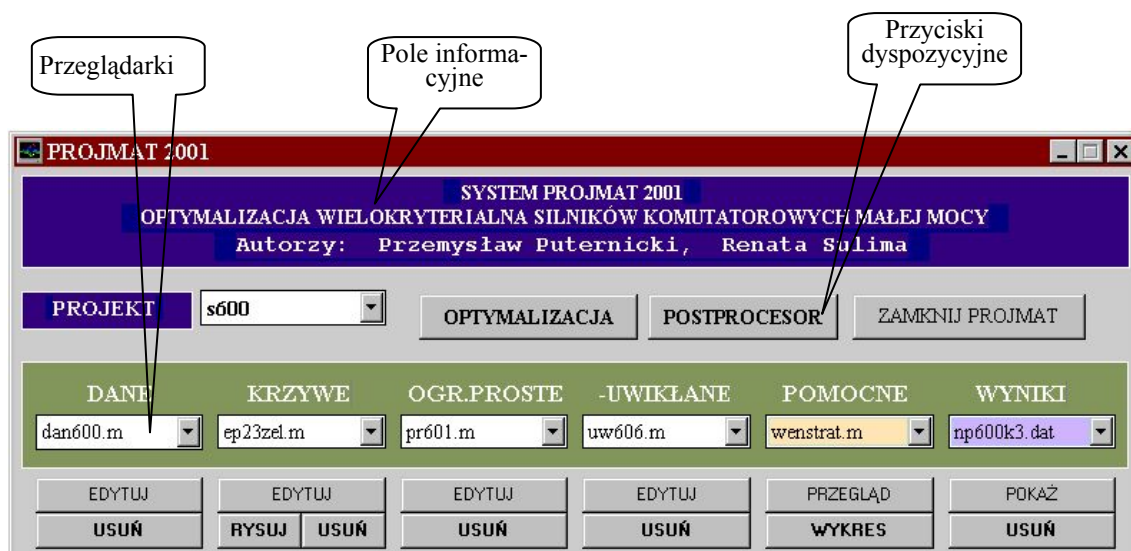 Przeglądarki
Pole informa-
cyjne
Przyciski
dyspozycyjne
PROJMAT 2001
SYSTEM PROJMAT 2001
OPTYMALIZACJA WIELOKRYTERIALNA SILNIKÓW KOMUTATOROWYCH MAŁEJ MOCY
Autorzy: Przemysław Puternicki, Renata Sulima
PROJEKT s600 OPTYMALIZACJA POSTPROCESOR ZAMKNIJ PROJMAT
DANE KRZYWE OGR.PROSTE -UWIKŁANE POMOCNE WYNIKI
dan600.m ep23zel.m pr601.m uw606.m wenstrat.m np600k3.dat
EDYTUJ EDYTUJ EDYTUJ EDYTUJ PRZEGLĄD POKAŻ
USUŃ RYSUJ USUŃ USUŃ USUŃ WYKRES USUŃ